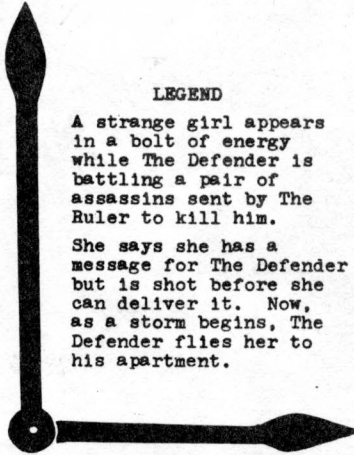 LEGEND
A strange girl appears
in a bolt of energy
while The Defender is
battling a pair of
assassins sent by The
Ruler to kill him.
She says she has a
message for The Defender
but is shot before she
can deliver it. Now,
as a storm begins, The
Defender flies her to
his apartment.